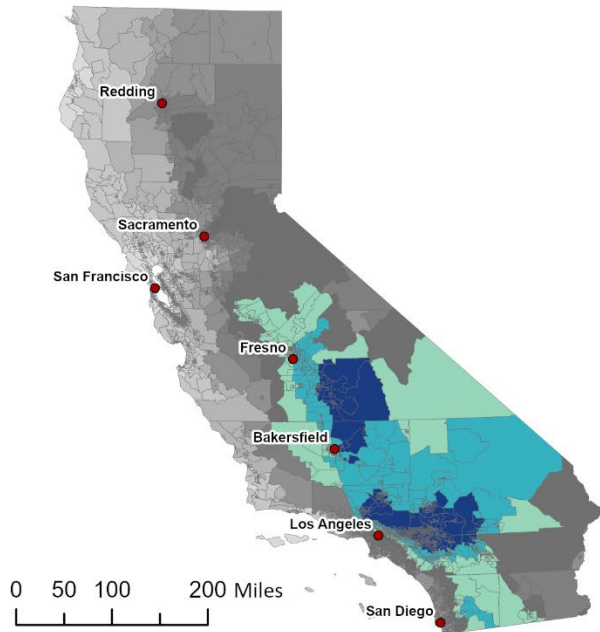 Redding
Sacramento
San Francisco
Fresno
Bakersfield
Los Angeles
San Diego
0 50 100 200 Miles